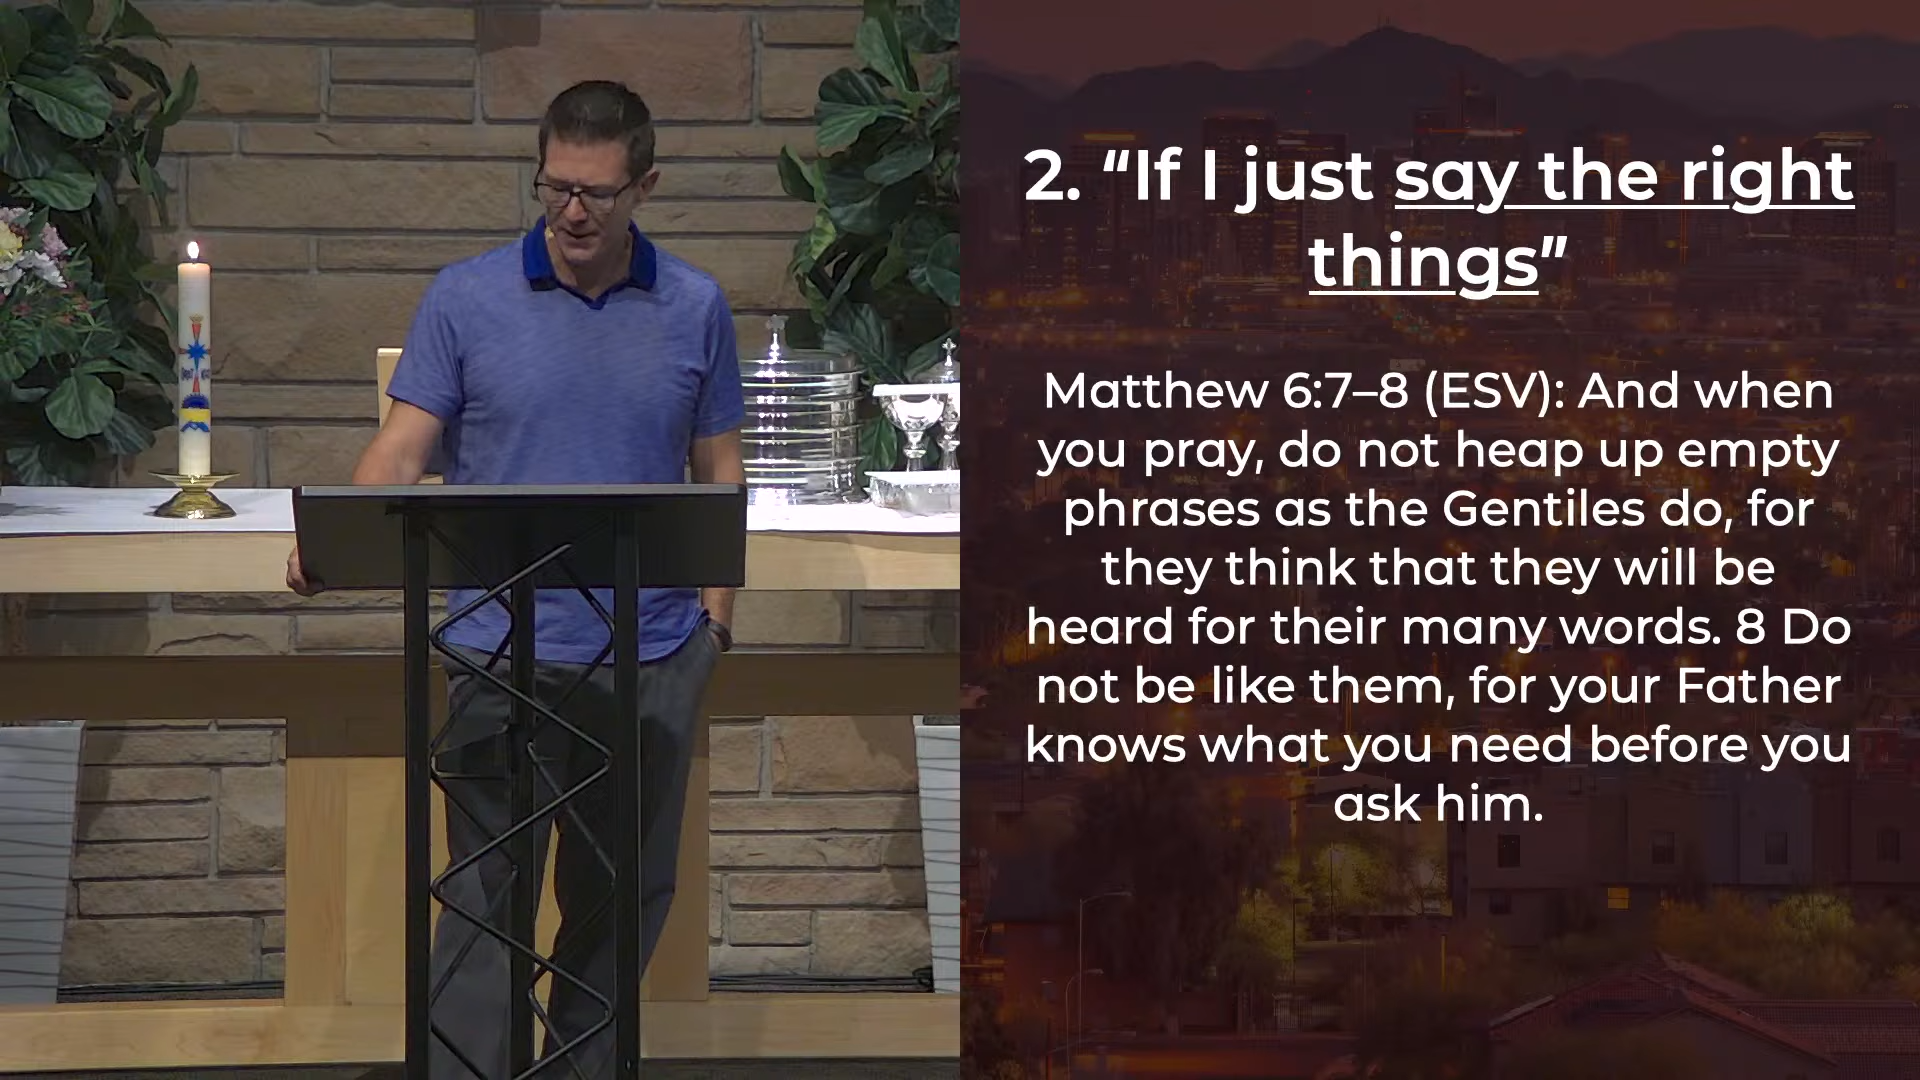 2. “If I just say the right
things”
Matthew 6:7–8 (ESV): And when
you pray, do not heap up empty
phrases as the Gentiles do, for
they think that they will be
heard for their many words. 8 Do
not be like them, for your Father
knows what you need before you
ask him.